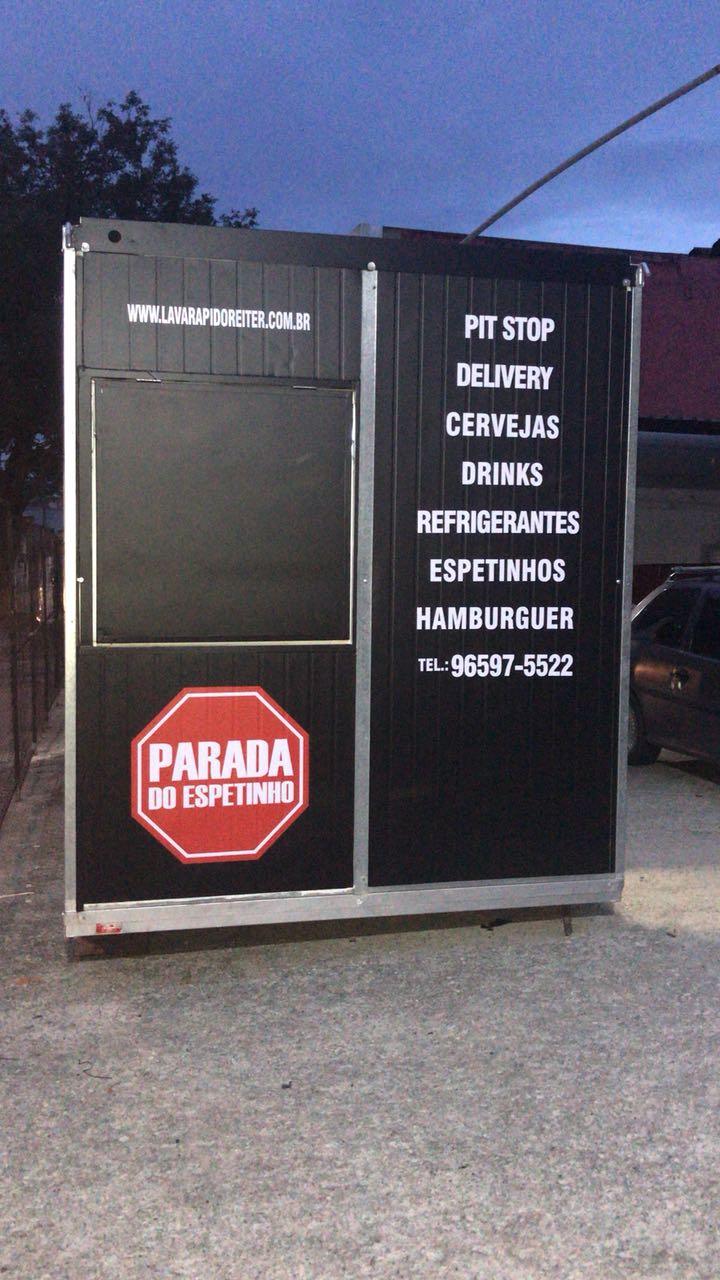 WWW.LAVARAPIDOREITER.COM.BR
PARADA
DO ESPETINHO
PIT STOP
DELIVERY
CERVEJAS
DRINKS
REFRIGERANTES
ESPETINHOS
HAMBURGUER
TEL.: 96597-5522